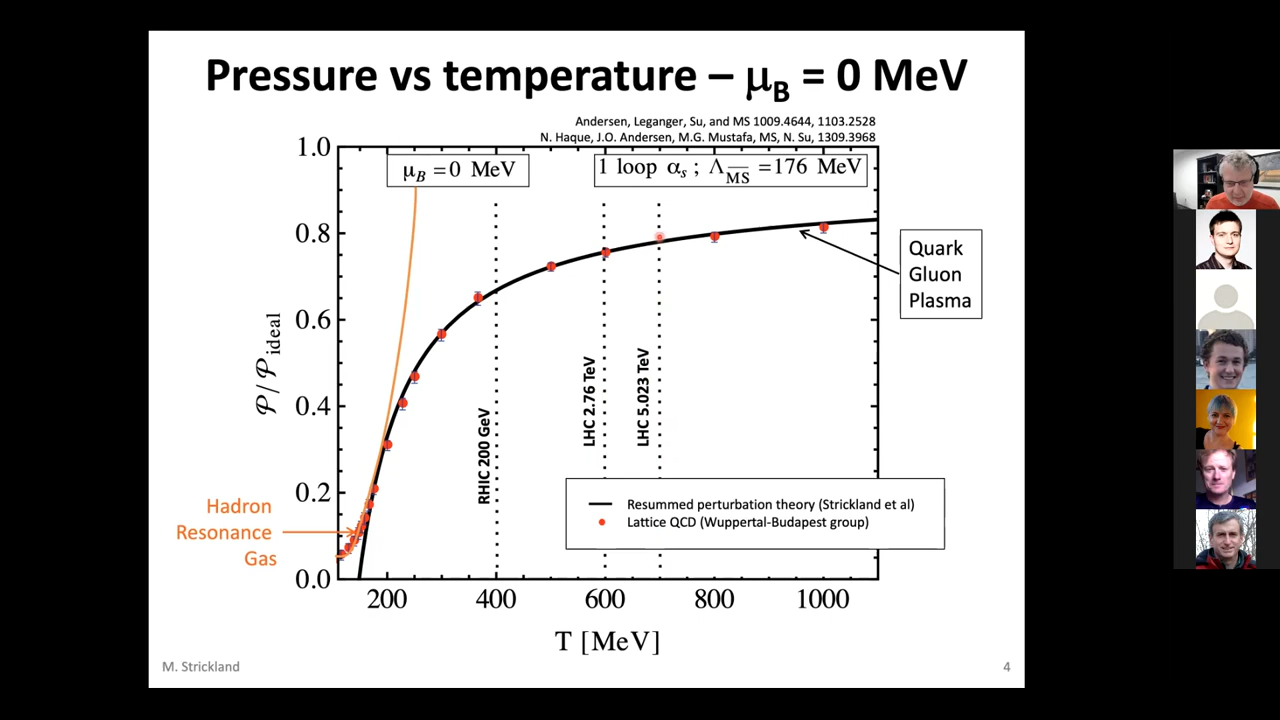 Pressure vs temperature – μB = 0 MeV
Andersen, Leganger, Su, and MS 1009.4644, 1103.2528
N. Haque, J.O. Andersen, M.G. Mustafa, MS, N. Su, 1309.3968
μB = 0 MeV
1 loop αs ; ΛMS = 176 MeV
1.0
0.8
0.6
0.4
0.2
0.0
P/Pideal
Quark
Gluon
Plasma
RHIC 200 GeV
LHC 2.76 TeV
LHC 5.023 TeV
Resummed perturbation theory (Strickland et al)
Lattice QCD (Wuppertal-Budapest group)
Hadron
Resonance
Gas
200 400 600 800 1000
T [MeV]
M. Strickland
4